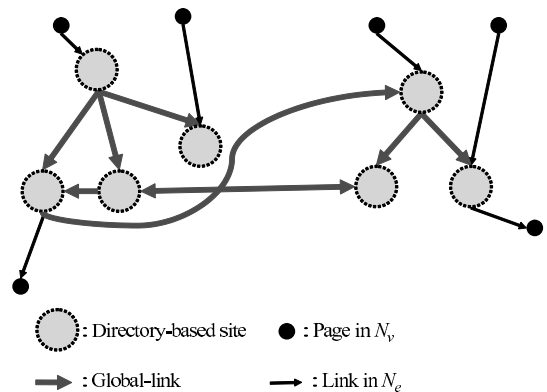 : Directory-based site : Page in Nv
: Global-link : Link in Ne